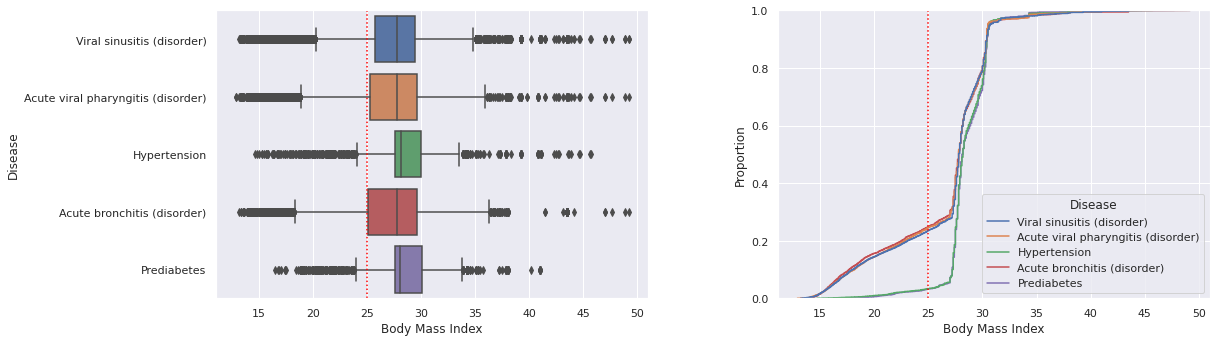 Disease
Viral sinusitis (disorder)
Acute viral pharyngitis (disorder)
Hypertension
Acute bronchitis (disorder)
Prediabetes
15 20 25 30 35 40 45 50
Body Mass Index
Proportion
1.0
0.8
0.6
0.4
0.2
0.0
15 20 25 30 35 40 45 50
Body Mass Index
Disease
Viral sinusitis (disorder)
Acute viral pharyngitis (disorder)
Hypertension
Acute bronchitis (disorder)
Prediabetes